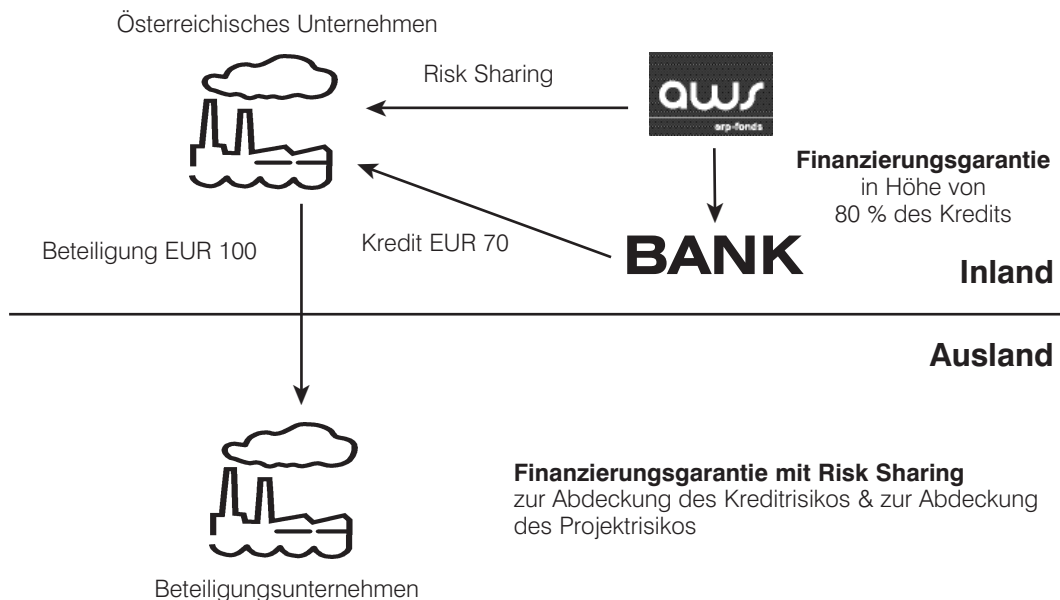 Österreichisches Unternehmen
Risk Sharing
aws
erp-fonds
Finanzierungsgarantie
in Höhe von
80 % des Kredits
Beteiligung EUR 100
Kredit EUR 70
BANK
Inland
Ausland
Finanzierungsgarantie mit Risk Sharing
zur Abdeckung des Kreditrisikos & zur Abdeckung
des Projektrisikos
Beteiligungsunternehmen